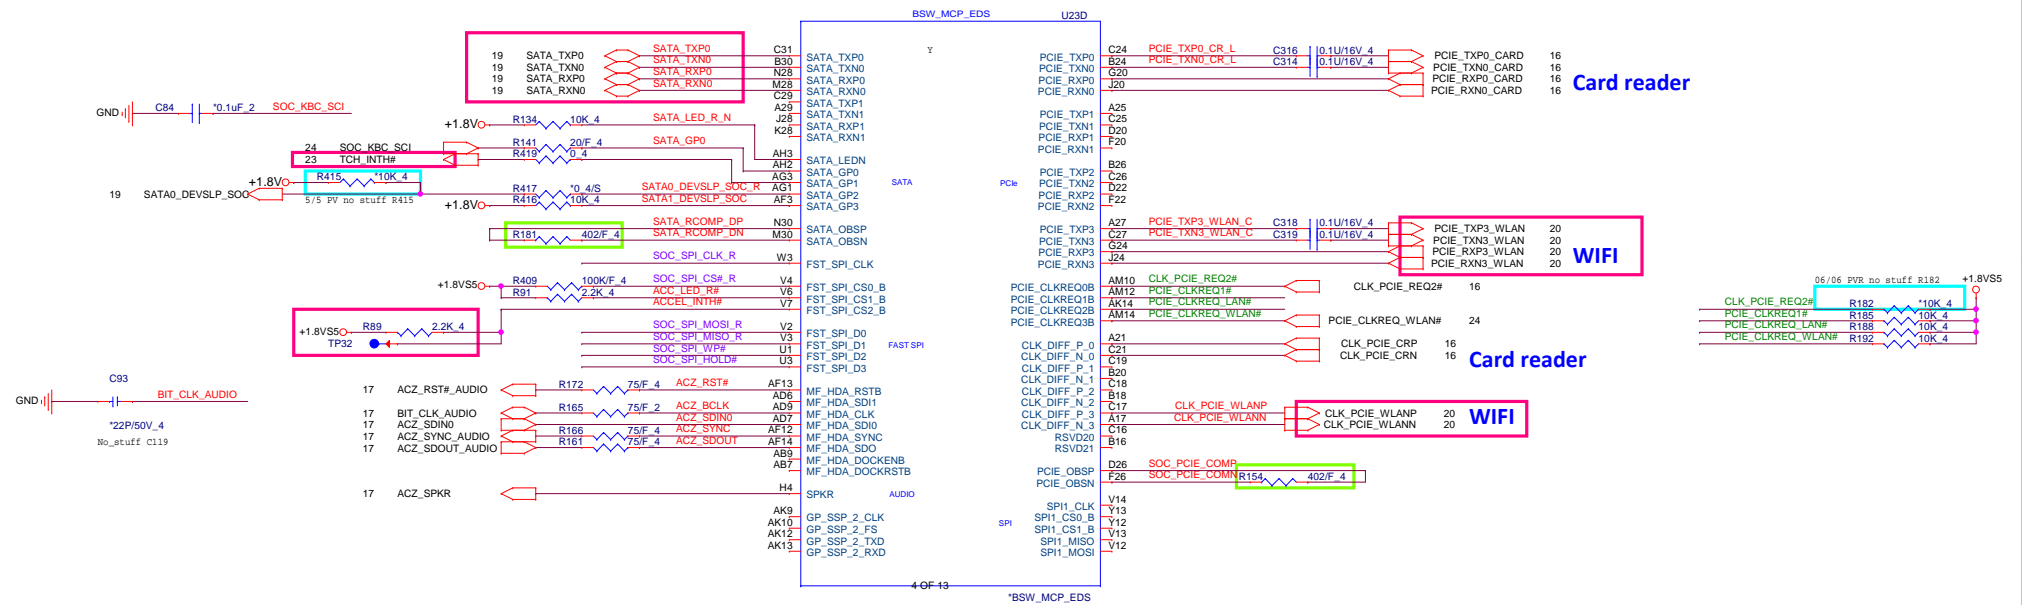 BSW_MCP_EDS U23D
Y
19 SATA_TXP0 SATA_TXP0 C31 SATA_TXP0
19 SATA_TXN0 SATA_TXN0 B30 SATA_TXN0
19 SATA_RXP0 SATA_RXP0 N28 SATA_RXP0
19 SATA_RXN0 SATA_RXN0 M28 SATA_RXN0
C29 SATA_TXP1
A29 SATA_TXN1
J28 SATA_RXP1
K28 SATA_RXN1
GND C84 *0.1uF_2 SOC_KBC_SCI
+1.8V R134 10K_4 SATA_LED_R_N AH3 SATA_LEDN
24 SOC_KBC_SCI R141 20/F_4 SATA_GP0 AH2 SATA_GP0
23 TCH_INTH# R419 0_4 AG3 SATA_GP1
+1.8V R415 *10K_4
5/5 PV no stuff R415
19 SATA0_DEVSLP_SOC R417 *0_4/S SATA0_DEVSLP_SOC_R AG1 SATA_GP2
+1.8V R416 10K_4 SATA1_DEVSLP_SOC AF3 SATA_GP3
SATA
SATA_RCOMP_DP N30 SATA_OBSP
R181 402/F_4 SATA_RCOMP_DN M30 SATA_OBSN
SOC_SPI_CLK_R W3 FST_SPI_CLK
+1.8VS5 R409 100K/F_4 SOC_SPI_CS#_R V4 FST_SPI_CS0_B
R91 2.2K_4 ACC_LED_R# V6 FST_SPI_CS1_B
ACCEL_INTH# V7 FST_SPI_CS2_B
+1.8VS5 R89 2.2K_4
TP32
SOC_SPI_MOSI_R V2 FST_SPI_D0
SOC_SPI_MISO_R V3 FST_SPI_D1
SOC_SPI_WP# U1 FST_SPI_D2
SOC_SPI_HOLD# U3 FST_SPI_D3
FAST SPI
C93
GND BIT_CLK_AUDIO
*22P/50V_4
No_stuff C119
17 ACZ_RST#_AUDIO R172 75/F_4 ACZ_RST# AF13 MF_HDA_RSTB
AD6 MF_HDA_SDI1
17 BIT_CLK_AUDIO R165 75/F_2 ACZ_BCLK AD9 MF_HDA_CLK
17 ACZ_SDIN0 ACZ_SDIN0 AD7 MF_HDA_SDI0
17 ACZ_SYNC_AUDIO R166 75/F_4 ACZ_SYNC AF12 MF_HDA_SYNC
17 ACZ_SDOUT_AUDIO R161 75/F_4 ACZ_SDOUT AF14 MF_HDA_SDO
AB9 MF_HDA_DOCKENB
AB7 MF_HDA_DOCKRSTB
17 ACZ_SPKR H4 SPKR
AUDIO
AK9 GP_SSP_2_CLK
AK10 GP_SSP_2_FS
AK12 GP_SSP_2_TXD
AK13 GP_SSP_2_RXD
PCIE_TXP0 C24 PCIE_TXP0_CR_L C316 0.1U/16V_4 PCIE_TXP0_CARD 16
PCIE_TXN0 B24 PCIE_TXN0_CR_L C314 0.1U/16V_4 PCIE_TXN0_CARD 16
PCIE_RXP0 G20 PCIE_RXP0_CARD 16
PCIE_RXN0 J20 PCIE_RXN0_CARD 16
Card reader
PCIE_TXP1 A25
PCIE_TXN1 C25
PCIE_RXP1 D20
PCIE_RXN1 F20
PCIE_TXP2 B26
PCIE_TXN2 C26
PCIE_RXP2 D22
PCIE_RXN2 F22
PCIe
PCIE_TXP3 A27 PCIE_TXP3_WLAN_C C318 0.1U/16V_4 PCIE_TXP3_WLAN 20
PCIE_TXN3 C27 PCIE_TXN3_WLAN_C C319 0.1U/16V_4 PCIE_TXN3_WLAN 20
PCIE_RXP3 G24 PCIE_RXP3_WLAN 20
PCIE_RXN3 J24 PCIE_RXN3_WLAN 20
WIFI
PCIE_CLKREQ0B AM10 CLK_PCIE_REQ2# CLK_PCIE_REQ2# 16
PCIE_CLKREQ1B AM12 PCIE_CLKREQ1#
PCIE_CLKREQ2B AK14 PCIE_CLKREQ_LAN#
PCIE_CLKREQ3B AM14 PCIE_CLKREQ_WLAN# PCIE_CLKREQ_WLAN# 24
06/06 PVR no stuff R182 +1.8VS5
CLK_PCIE_REQ2# R182 *10K_4
PCIE_CLKREQ1# R185 10K_4
PCIE_CLKREQ_LAN# R188 10K_4
PCIE_CLKREQ_WLAN# R192 10K_4
CLK_DIFF_P_0 A21 CLK_PCIE_CRP 16
CLK_DIFF_N_0 C21 CLK_PCIE_CRN 16
Card reader
CLK_DIFF_P_1 C19
CLK_DIFF_N_1 B20
CLK_DIFF_P_2 C18
CLK_DIFF_N_2 B18
CLK_DIFF_P_3 C17 CLK_PCIE_WLANP CLK_PCIE_WLANP 20
CLK_DIFF_N_3 A17 CLK_PCIE_WLANN CLK_PCIE_WLANN 20
WIFI
RSVD20 C16
RSVD21 B16
PCIE_OBSP D26 SOC_PCIE_COMP
PCIE_OBSN F26 SOC_PCIE_COMN R154 402/F_4
SPI1_CLK V14
SPI1_CS0_B Y13
SPI1_CS1_B Y12
SPI1_MISO V13
SPI1_MOSI V12
SPI
4 OF 13
*BSW_MCP_EDS